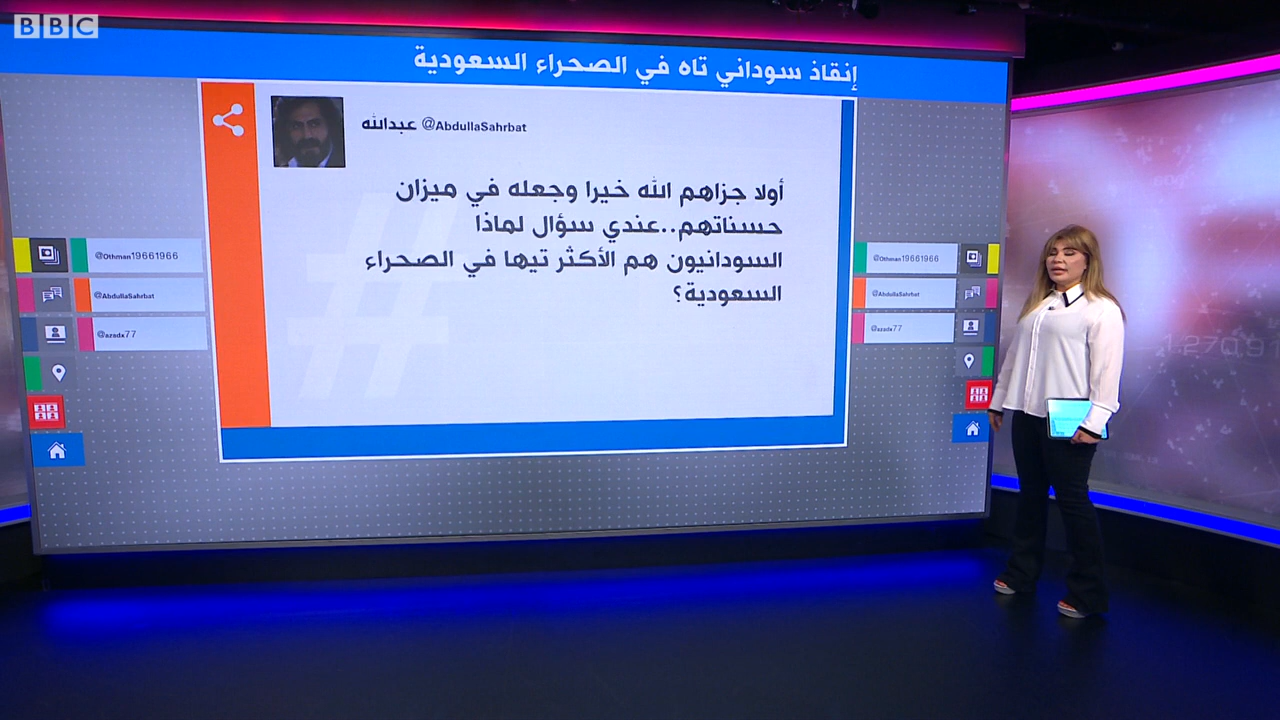 BBC
إنقاذ سوداني تاه في الصحراء السعودية
عبدالله @AbdullaSahrbat
أولا جزاهم الله خيرا وجعله في ميزان
حسناتهم..عندي سؤال لماذا
السودانيون هم الأكثر تيها في الصحراء
السعودية؟
@Othman19661966
@AbdullaSahrbat
@azadx77
@Othman19661966
@AbdullaSahrbat
@azadx77